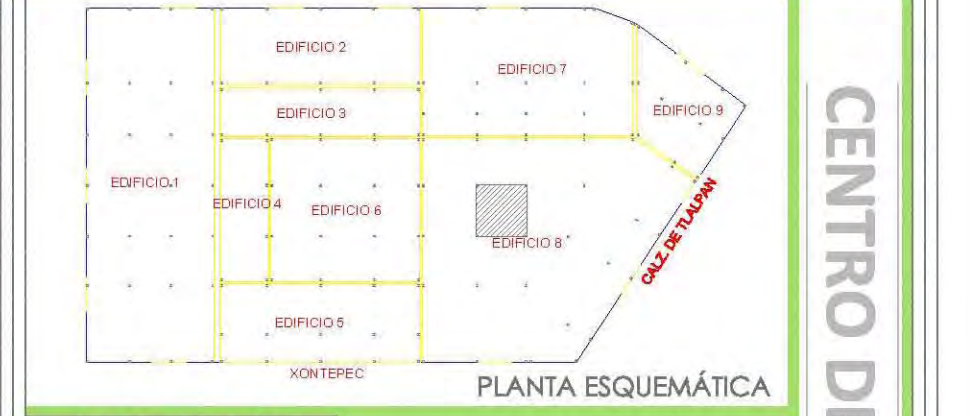 EDIFICIO 2
EDIFICIO 7
EDIFICIO 3
EDIFICIO 9
EDIFICIO 1
EDIFICIO 4
EDIFICIO 6
EDIFICIO 8
CALZ. DE TLALPAN
EDIFICIO 5
XONTEPEC
PLANTA ESQUEMÁTICA
CENTRO DE